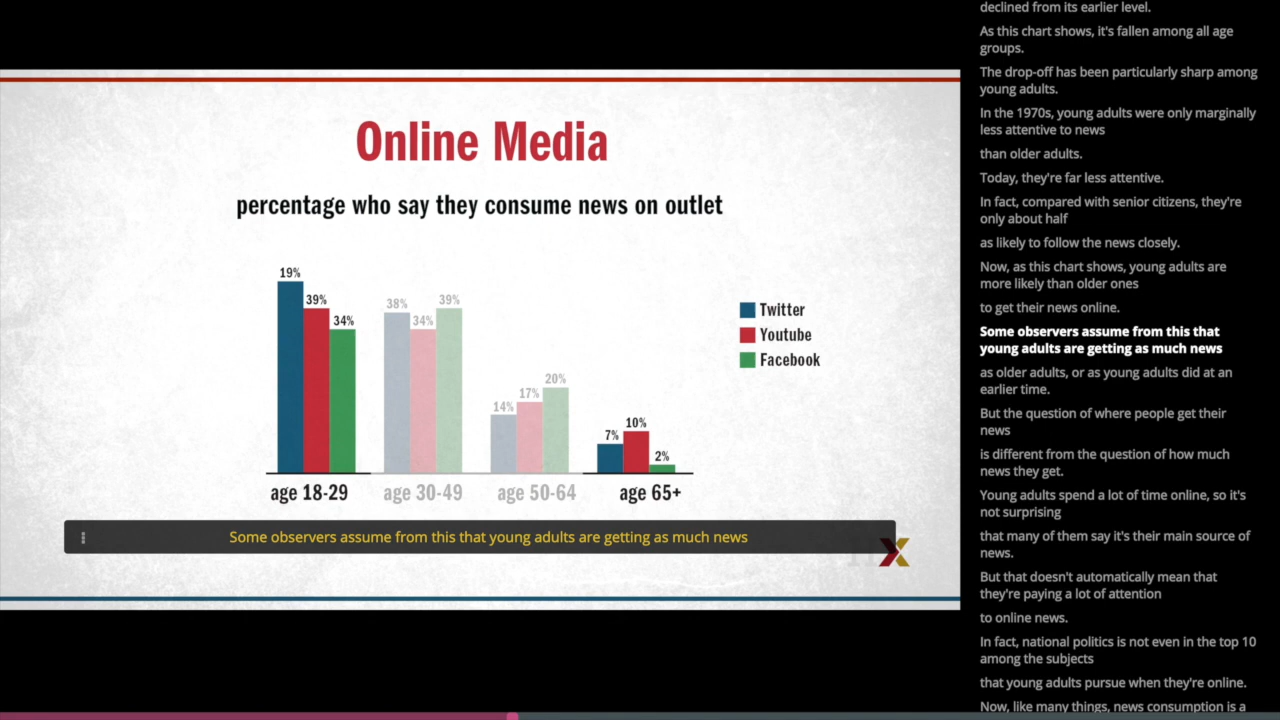 Online Media
percentage who say they consume news on outlet
19%
39%
34%
38%
34%
39%
14%
17%
20%
7%
10%
2%
Twitter
Youtube
Facebook
age 18-29
age 30-49
age 50-64
age 65+
Some observers assume from this that young adults are getting as much news
X
declined from its earlier level.
As this chart shows, it's fallen among all age
groups.
The drop-off has been particularly sharp among
young adults.
In the 1970s, young adults were only marginally
less attentive to news
than older adults.
Today, they're far less attentive.
In fact, compared with senior citizens, they're
only about half
as likely to follow the news closely.
Now, as this chart shows, young adults are
more likely than older ones
to get their news online.
Some observers assume from this that
young adults are getting as much news
as older adults, or as young adults did at an
earlier time.
But the question of where people get their
news
is different from the question of how much
news they get.
Young adults spend a lot of time online, so it's
not surprising
that many of them say it's their main source of
news.
But that doesn't automatically mean that
they're paying a lot of attention
to online news.
In fact, national politics is not even in the top 10
among the subjects
that young adults pursue when they're online.
Now, like many things, news consumption is a